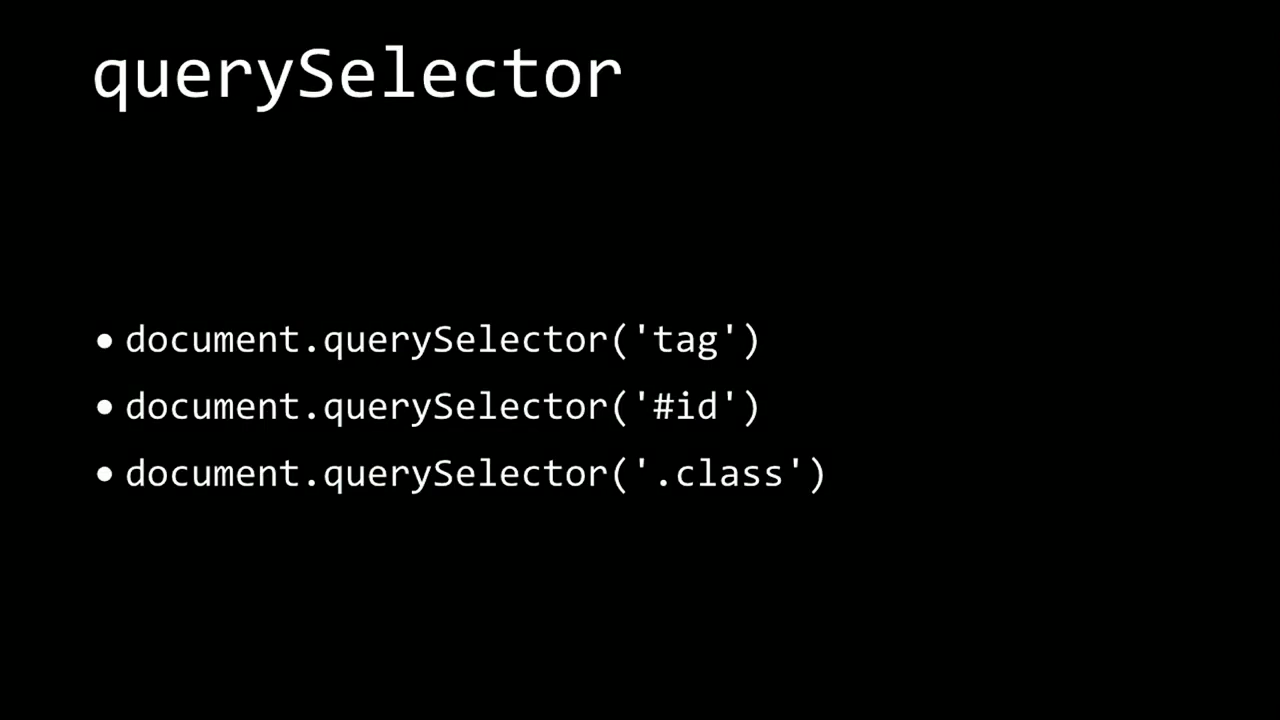 querySelector
• document.querySelector('tag')
• document.querySelector('#id')
• document.querySelector('.class')